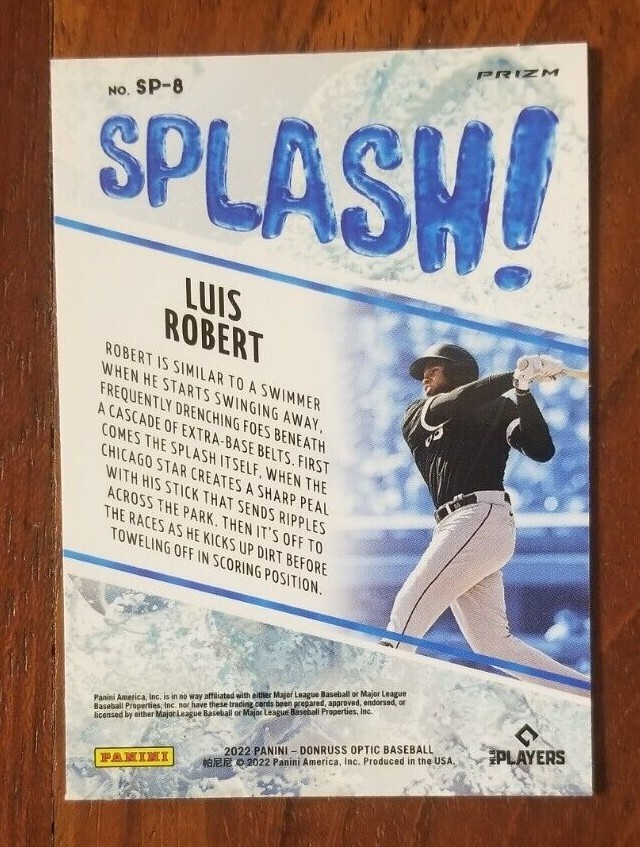 NO. SP-8
PRIZM
SPLASH!
LUIS
ROBERT
ROBERT IS SIMILAR TO A SWIMMER
WHEN HE STARTS SWINGING AWAY,
FREQUENTLY DRENCHING FOES BENEATH
A CASCADE OF EXTRA-BASE BELTS. FIRST
COMES THE SPLASH ITSELF, WHEN THE
CHICAGO STAR CREATES A SHARP PEAL
WITH HIS STICK THAT SENDS RIPPLES
ACROSS THE PARK. THEN IT'S OFF TO
THE RACES AS HE KICKS UP DIRT BEFORE
TOWELING OFF IN SCORING POSITION.
Panini America, Inc. is in no way affiliated with either Major League Baseball or Major League
Baseball Properties, Inc. nor have these trading cards been prepared, approved, endorsed, or
licensed by either Major League Baseball or Major League Baseball Properties, Inc.
PANINI
2022 PANINI – DONRUSS OPTIC BASEBALL
帕尼尼 © 2022 Panini America, Inc. Produced in the USA.
MLB PLAYERS